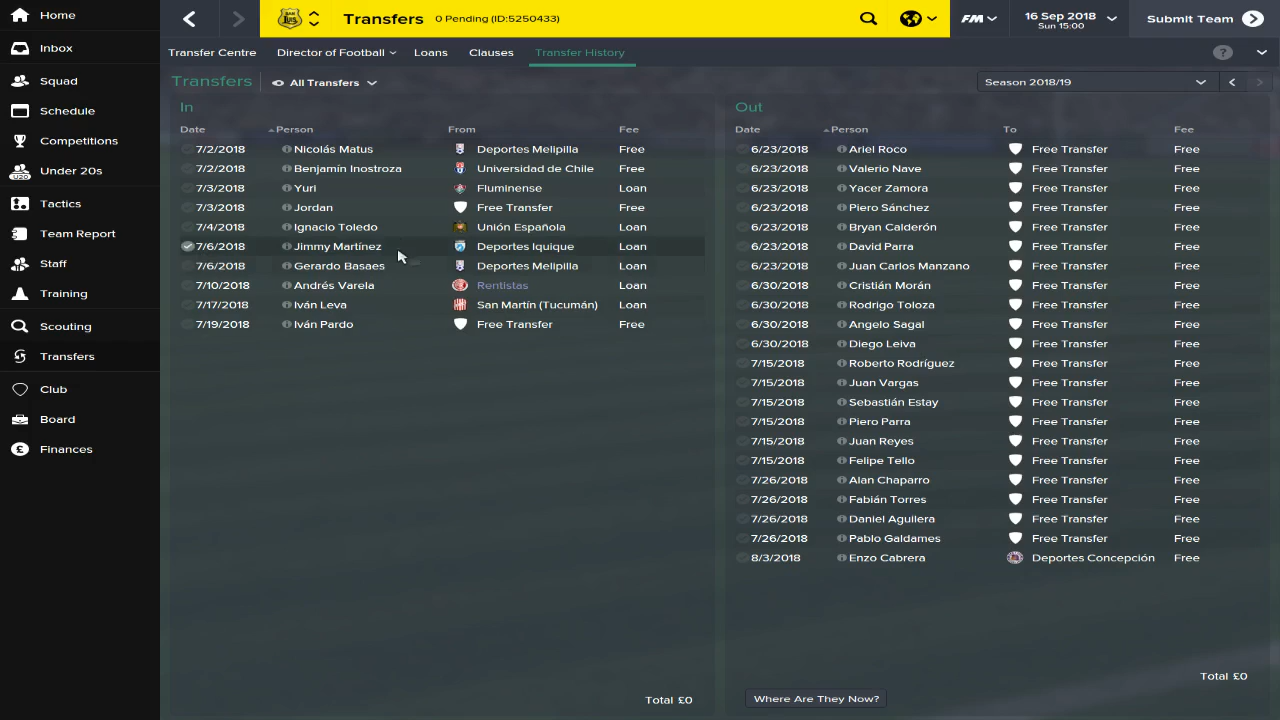 Home
Inbox
Squad
Schedule
Competitions
Under 20s
Tactics
Team Report
Staff
Training
Scouting
Transfers
Club
Board
Finances
SAN LUIS
Transfers 0 Pending (ID:5250433)
FM
16 Sep 2018
Sun 15:00
Submit Team
Transfer Centre Director of Football Loans Clauses Transfer History ?
Transfers All Transfers Season 2018/19
In
Date Person From Fee
7/2/2018 Nicolás Matus Deportes Melipilla Free
7/2/2018 Benjamín Inostroza Universidad de Chile Free
7/3/2018 Yuri Fluminense Loan
7/3/2018 Jordan Free Transfer Free
7/4/2018 Ignacio Toledo Unión Española Loan
7/6/2018 Jimmy Martínez Deportes Iquique Loan
7/6/2018 Gerardo Basaes Deportes Melipilla Loan
7/10/2018 Andrés Varela Rentistas Loan
7/17/2018 Iván Leva San Martín (Tucumán) Loan
7/19/2018 Iván Pardo Free Transfer Free
Total £0
Out
Date Person To Fee
6/23/2018 Ariel Roco Free Transfer Free
6/23/2018 Valerio Nave Free Transfer Free
6/23/2018 Yacer Zamora Free Transfer Free
6/23/2018 Piero Sánchez Free Transfer Free
6/23/2018 Bryan Calderón Free Transfer Free
6/23/2018 David Parra Free Transfer Free
6/23/2018 Juan Carlos Manzano Free Transfer Free
6/30/2018 Cristián Morán Free Transfer Free
6/30/2018 Rodrigo Toloza Free Transfer Free
6/30/2018 Angelo Sagal Free Transfer Free
6/30/2018 Diego Leiva Free Transfer Free
7/15/2018 Roberto Rodríguez Free Transfer Free
7/15/2018 Juan Vargas Free Transfer Free
7/15/2018 Sebastián Estay Free Transfer Free
7/15/2018 Piero Parra Free Transfer Free
7/15/2018 Juan Reyes Free Transfer Free
7/15/2018 Felipe Tello Free Transfer Free
7/26/2018 Alan Chaparro Free Transfer Free
7/26/2018 Fabián Torres Free Transfer Free
7/26/2018 Daniel Aguilera Free Transfer Free
7/26/2018 Pablo Galdames Free Transfer Free
8/3/2018 Enzo Cabrera Deportes Concepción Free
Total £0
Where Are They Now?